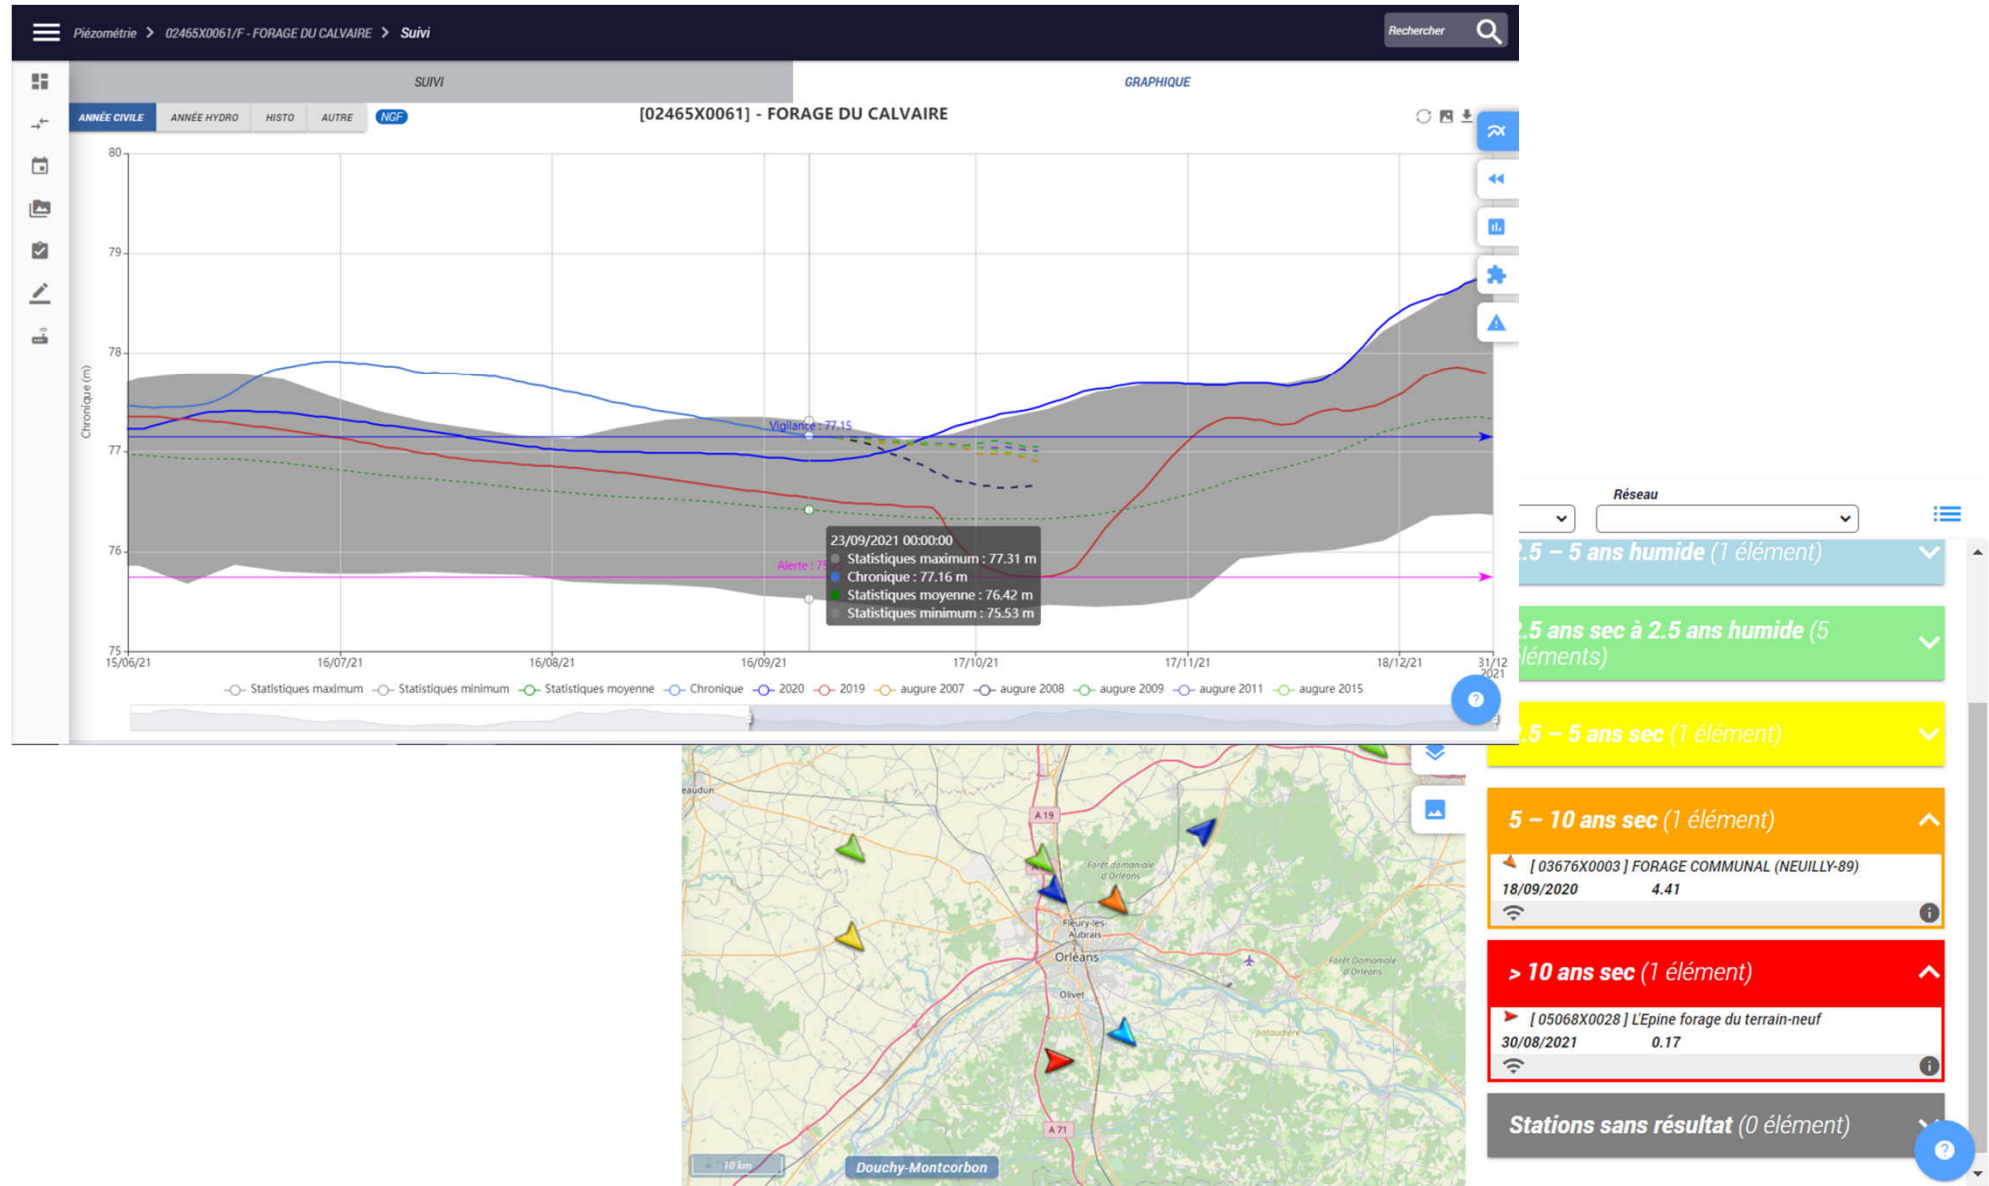 Piézométrie > 02465X0061/F - FORAGE DU CALVAIRE > Suivi
Rechercher
SUIVI
GRAPHIQUE
ANNÉE CIVILE
ANNÉE HYDRO
HISTO
AUTRE
NGF
[02465X0061] - FORAGE DU CALVAIRE
Chronique (m)
80
79
78
77
76
75
Vigilance : 77.15
Alerte : 75
23/09/2021 00:00:00
Statistiques maximum : 77.31 m
Chronique : 77.16 m
Statistiques moyenne : 76.42 m
Statistiques minimum : 75.53 m
15/06/21
16/07/21
16/08/21
16/09/21
17/10/21
17/11/21
18/12/21
31/12
2021
Statistiques maximum
Statistiques minimum
Statistiques moyenne
Chronique
2020
2019
augure 2007
augure 2008
augure 2009
augure 2011
augure 2015
Réseau
2.5 – 5 ans humide (1 élément)
2.5 ans sec à 2.5 ans humide (5
éléments)
2.5 – 5 ans sec (1 élément)
5 – 10 ans sec (1 élément)
[ 03676X0003 ] FORAGE COMMUNAL (NEUILLY-89)
18/09/2020 4.41
> 10 ans sec (1 élément)
[ 05068X0028 ] L'Epine forage du terrain-neuf
30/08/2021 0.17
Stations sans résultat (0 élément)
eaudun
A 19
Forêt domaniale
d'Orléans
Fleury-les-
Aubrais
Orléans
Forêt Domaniale
d'Orléans
Olivet
A 71
10 km
Douchy-Montcorbon